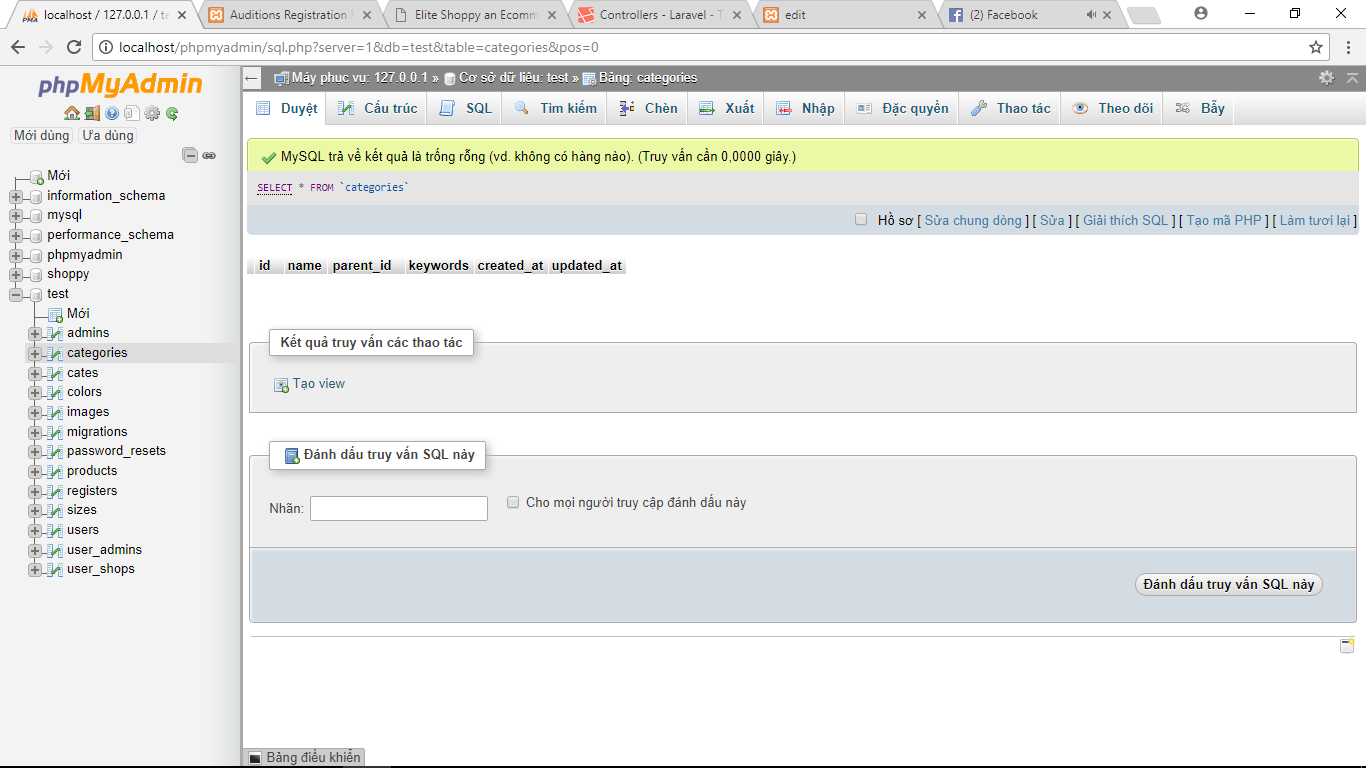 localhost / 127.0.0.1 / te
Auditions Registration F
Elite Shoppy an Ecomm
Controllers - Laravel - T
edit
(2) Facebook
localhost/phpmyadmin/sql.php?server=1&db=test&table=categories&pos=0
phpMyAdmin
Mới dùng Ưa dùng
Mới
information_schema
mysql
performance_schema
phpmyadmin
shoppy
test
Mới
admins
categories
cates
colors
images
migrations
password_resets
products
registers
sizes
users
user_admins
user_shops
Máy phục vụ: 127.0.0.1 » Cơ sở dữ liệu: test » Bảng: categories
Duyệt Cấu trúc SQL Tìm kiếm Chèn Xuất Nhập Đặc quyền Thao tác Theo dõi Bẫy
MySQL trả về kết quả là trống rỗng (vd. không có hàng nào). (Truy vấn cần 0,0000 giây.)
SELECT * FROM `categories`
Hồ sơ [ Sửa chung dòng ] [ Sửa ] [ Giải thích SQL ] [ Tạo mã PHP ] [ Làm tươi lại ]
id name parent_id keywords created_at updated_at
Kết quả truy vấn các thao tác
Tạo view
Đánh dấu truy vấn SQL này
Nhãn: Cho mọi người truy cập đánh dấu này
Đánh dấu truy vấn SQL này
Bảng điều khiển